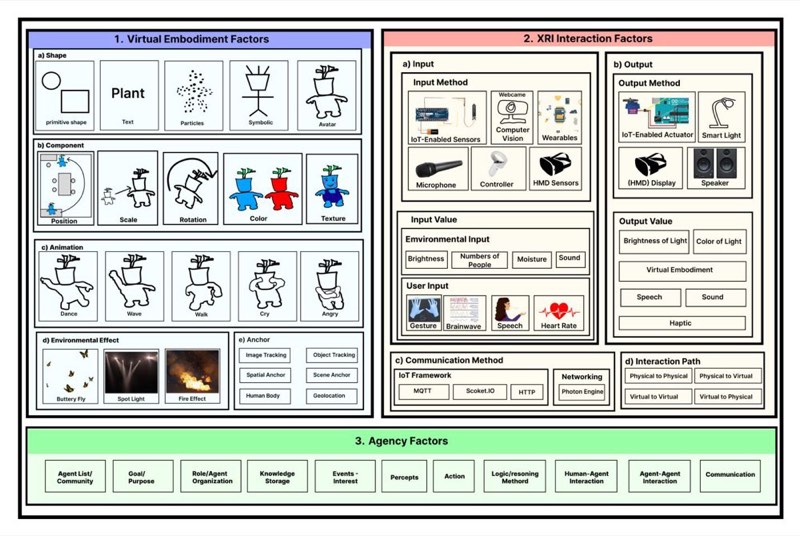 1. Virtual Embodiment Factors
a) Shape
primitive shape
Plant
Text
Particles
Symbolic
Avatar
b) Component
Position
Scale
Rotation
Color
Texture
c) Animation
Dance
Wave
Walk
Cry
Angry
d) Environmental Effect
Buttery Fly
Spot Light
Fire Effect
e) Anchor
Image Tracking
Object Tracking
Spatial Anchor
Scene Anchor
Human Body
Geolocation
2. XRI Interaction Factors
a) Input
Input Method
IoT-Enabled Sensors
Webcame
Computer
Vision
Wearables
Microphone
Controller
HMD Sensors
Input Value
Emvironmental Input
Brightness
Numbers of
People
Moisture
Sound
User Input
Gesture
Brainwave
Speech
Heart Rate
b) Output
Output Method
IoT-Enabled Actuator
Smart Light
(HMD) Display
Speaker
Output Value
Brightness of Light
Color of Light
Virtual Embodiment
Speech
Sound
Haptic
c) Communication Method
IoT Framework
MQTT
Scoket.IO
HTTP
Networking
Photon Engine
d) Interaction Path
Physical to Physical
Physical to Virtual
Virtual to Virtual
Virtual to Physical
3. Agency Factors
Agent List/
Community
Goal/
Purpose
Role/Agent
Organization
Knowledge
Storage
Events -
Interest
Percepts
Action
Logic/resoning
Methord
Human-Agent
Interaction
Agent-Agent
Interaction
Communication